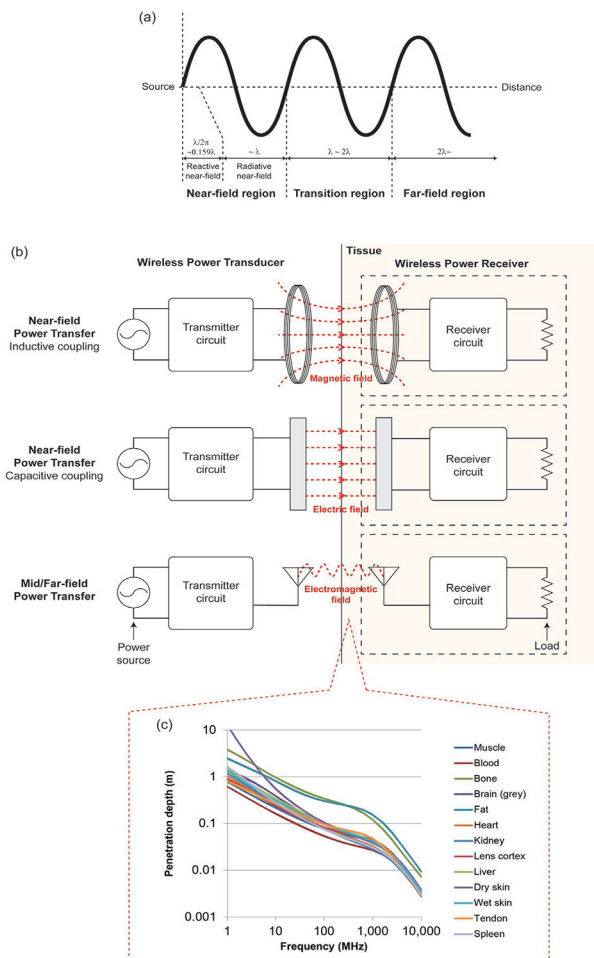 (a)
Source
Distance
λ/2π
~0.159λ
~ λ
λ ~ 2λ
2λ~
Reactive
near-field
Radiative
near-field
Near-field region
Transition region
Far-field region
(b)
Tissue
Wireless Power Transducer
Wireless Power Receiver
Near-field
Power Transfer
Inductive coupling
Transmitter
circuit
Magnetic field
Receiver
circuit
Near-field
Power Transfer
Capacitive coupling
Transmitter
circuit
Electric field
Receiver
circuit
Mid/Far-field
Power Transfer
Transmitter
circuit
Electromagnetic
field
Receiver
circuit
Power
source
Load
(c)
Penetration depth (m)
10
1
0.1
0.01
0.001
1
10
100
1,000
10,000
Frequency (MHz)
Muscle
Blood
Bone
Brain (grey)
Fat
Heart
Kidney
Lens cortex
Liver
Dry skin
Wet skin
Tendon
Spleen